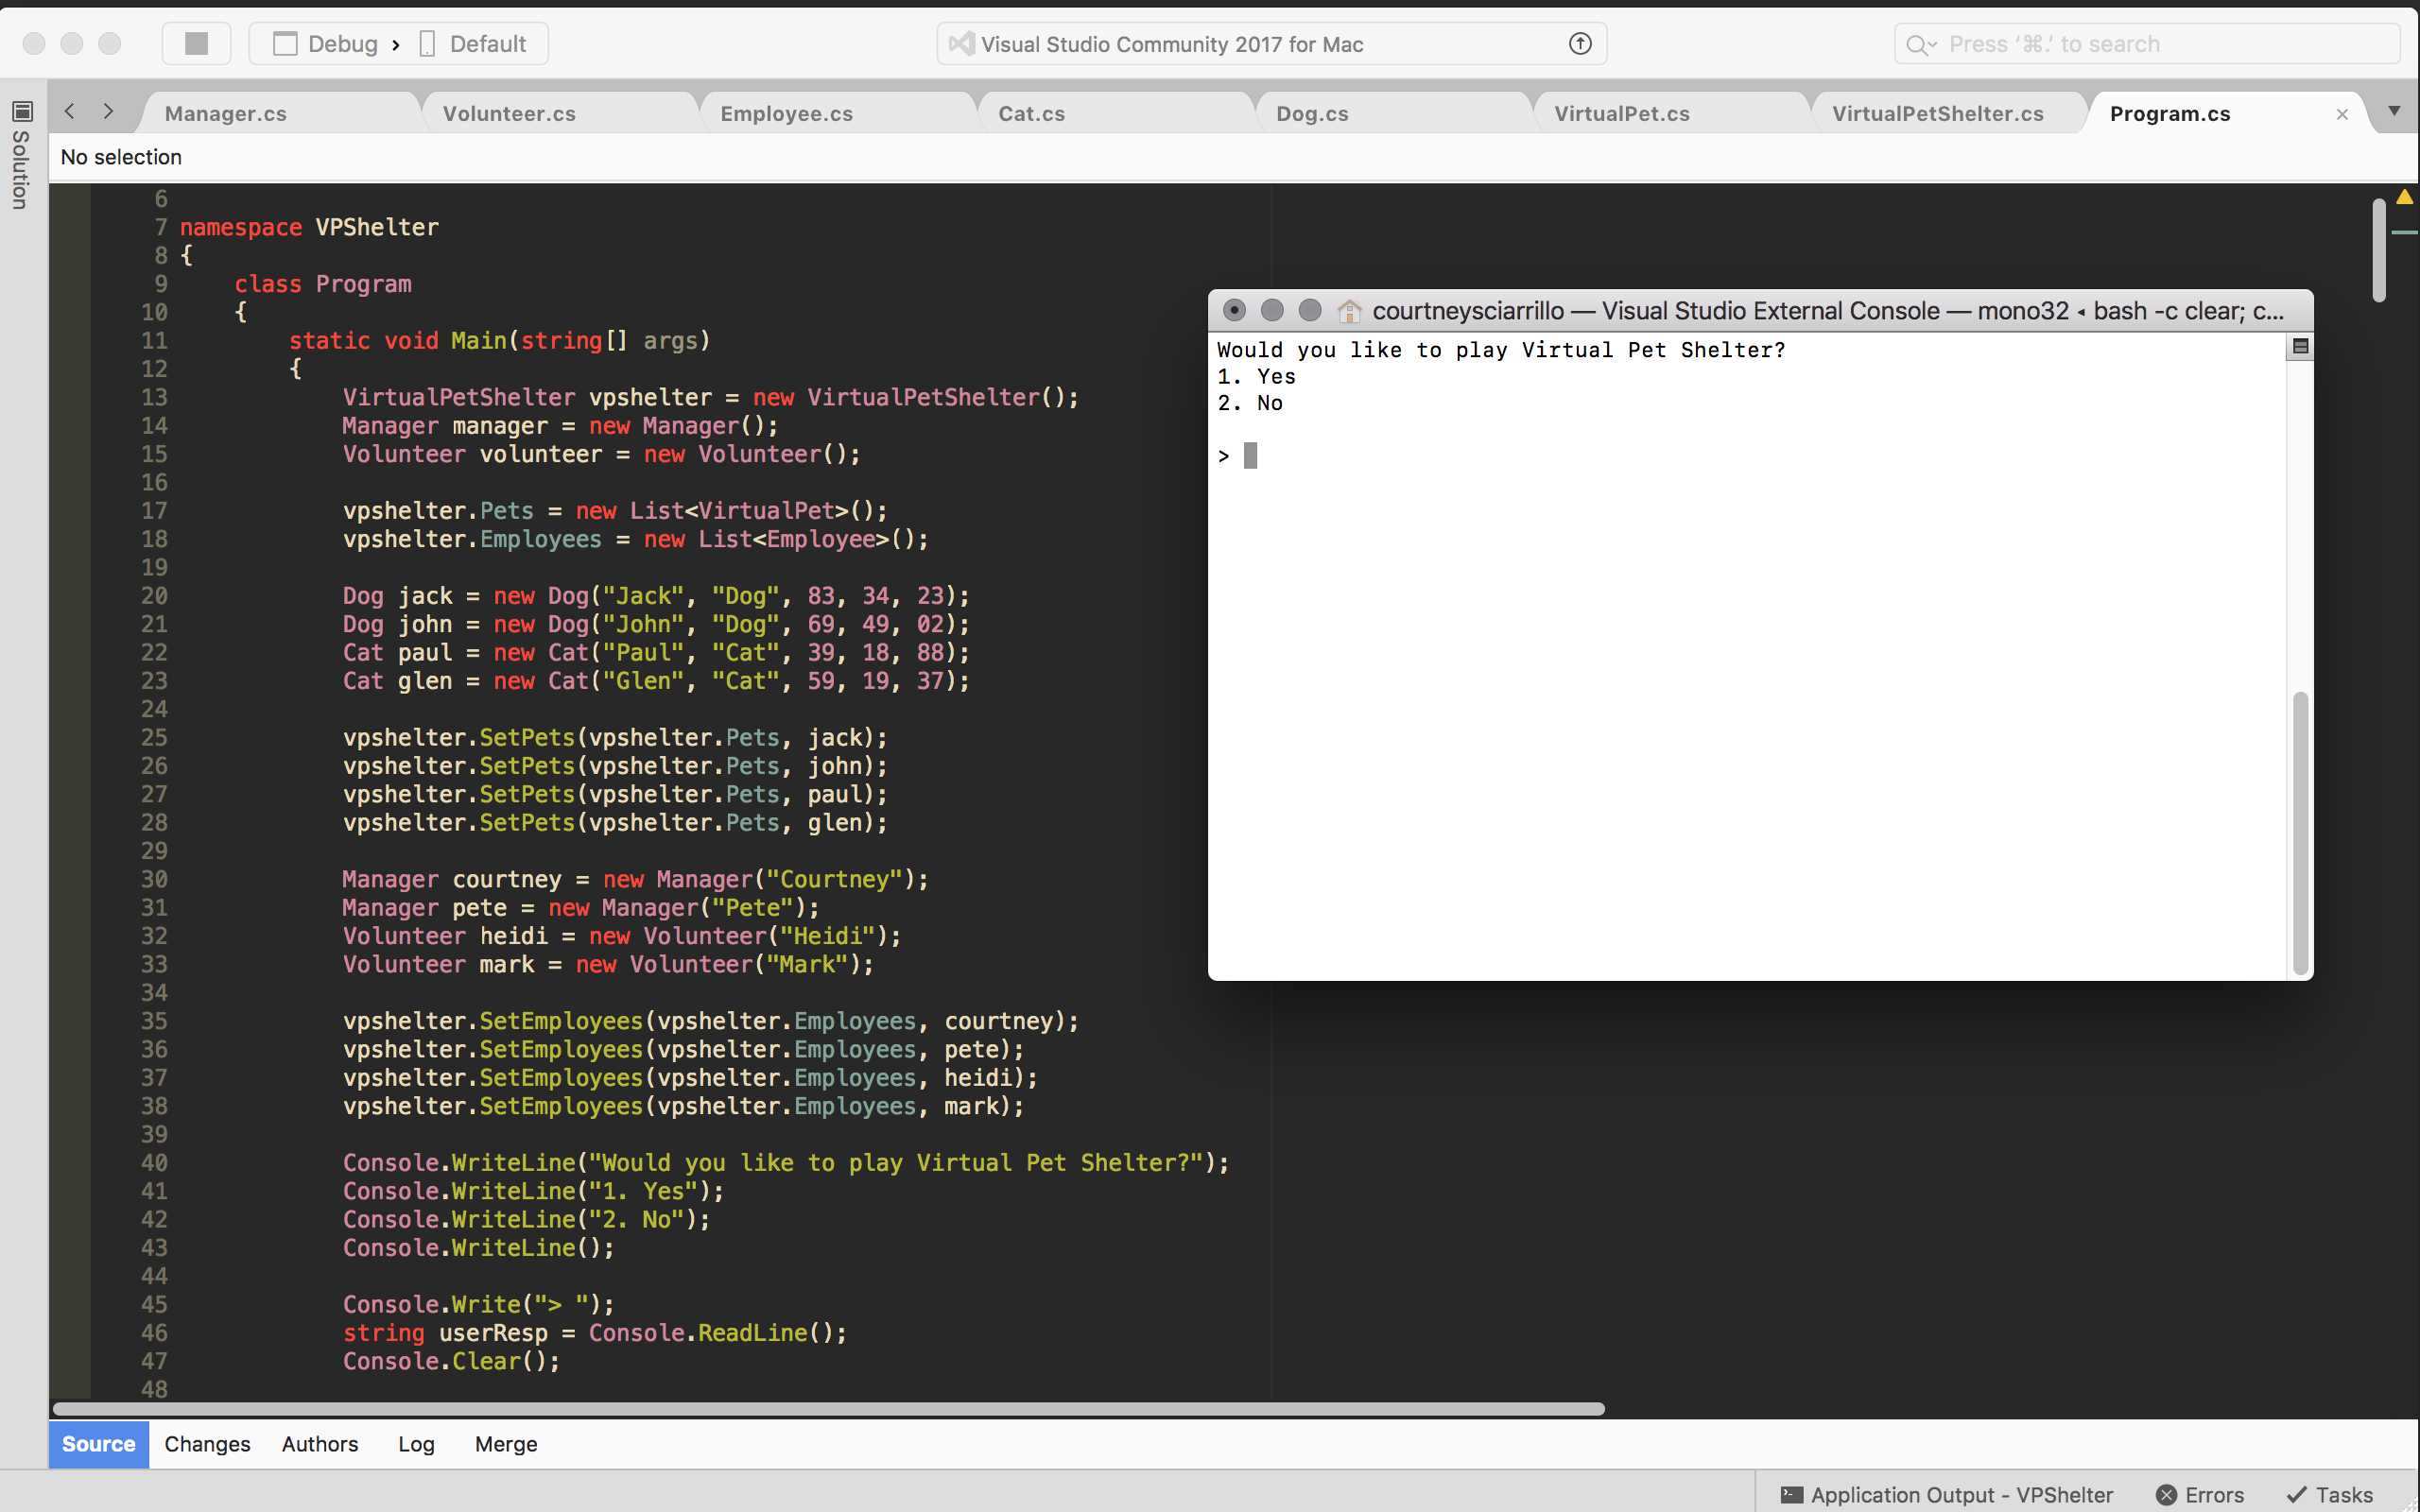 Debug › Default
Visual Studio Community 2017 for Mac
Press ‘⌘.’ to search
Solution
Manager.cs
Volunteer.cs
Employee.cs
Cat.cs
Dog.cs
VirtualPet.cs
VirtualPetShelter.cs
Program.cs
No selection
6
7 namespace VPShelter
8 {
9     class Program
10     {
11         static void Main(string[] args)
12         {
13             VirtualPetShelter vpshelter = new VirtualPetShelter();
14             Manager manager = new Manager();
15             Volunteer volunteer = new Volunteer();
16
17             vpshelter.Pets = new List<VirtualPet>();
18             vpshelter.Employees = new List<Employee>();
19
20             Dog jack = new Dog("Jack", "Dog", 83, 34, 23);
21             Dog john = new Dog("John", "Dog", 69, 49, 02);
22             Cat paul = new Cat("Paul", "Cat", 39, 18, 88);
23             Cat glen = new Cat("Glen", "Cat", 59, 19, 37);
24
25             vpshelter.SetPets(vpshelter.Pets, jack);
26             vpshelter.SetPets(vpshelter.Pets, john);
27             vpshelter.SetPets(vpshelter.Pets, paul);
28             vpshelter.SetPets(vpshelter.Pets, glen);
29
30             Manager courtney = new Manager("Courtney");
31             Manager pete = new Manager("Pete");
32             Volunteer heidi = new Volunteer("Heidi");
33             Volunteer mark = new Volunteer("Mark");
34
35             vpshelter.SetEmployees(vpshelter.Employees, courtney);
36             vpshelter.SetEmployees(vpshelter.Employees, pete);
37             vpshelter.SetEmployees(vpshelter.Employees, heidi);
38             vpshelter.SetEmployees(vpshelter.Employees, mark);
39
40             Console.WriteLine("Would you like to play Virtual Pet Shelter?");
41             Console.WriteLine("1. Yes");
42             Console.WriteLine("2. No");
43             Console.WriteLine();
44
45             Console.Write("> ");
46             string userResp = Console.ReadLine();
47             Console.Clear();
48
courtneysciarrillo — Visual Studio External Console — mono32 ◂ bash -c clear; c...
Would you like to play Virtual Pet Shelter?
1. Yes
2. No
>
Source Changes Authors Log Merge
Application Output - VPShelter Errors Tasks